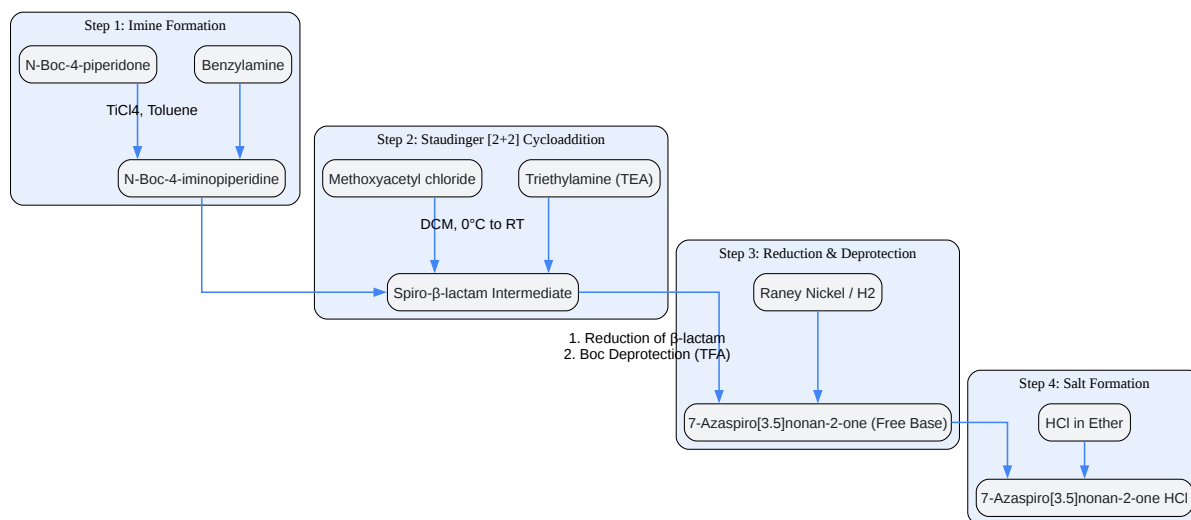 Step 1: Imine Formation
N-Boc-4-piperidone
Benzylamine
TiCl4, Toluene
N-Boc-4-iminopiperidine
Step 2: Staudinger [2+2] Cycloaddition
Methoxyacetyl chloride
Triethylamine (TEA)
DCM, 0°C to RT
Spiro-β-lactam Intermediate
Step 3: Reduction & Deprotection
Raney Nickel / H2
1. Reduction of β-lactam
2. Boc Deprotection (TFA)
7-Azaspiro[3.5]nonan-2-one (Free Base)
Step 4: Salt Formation
HCl in Ether
7-Azaspiro[3.5]nonan-2-one HCl